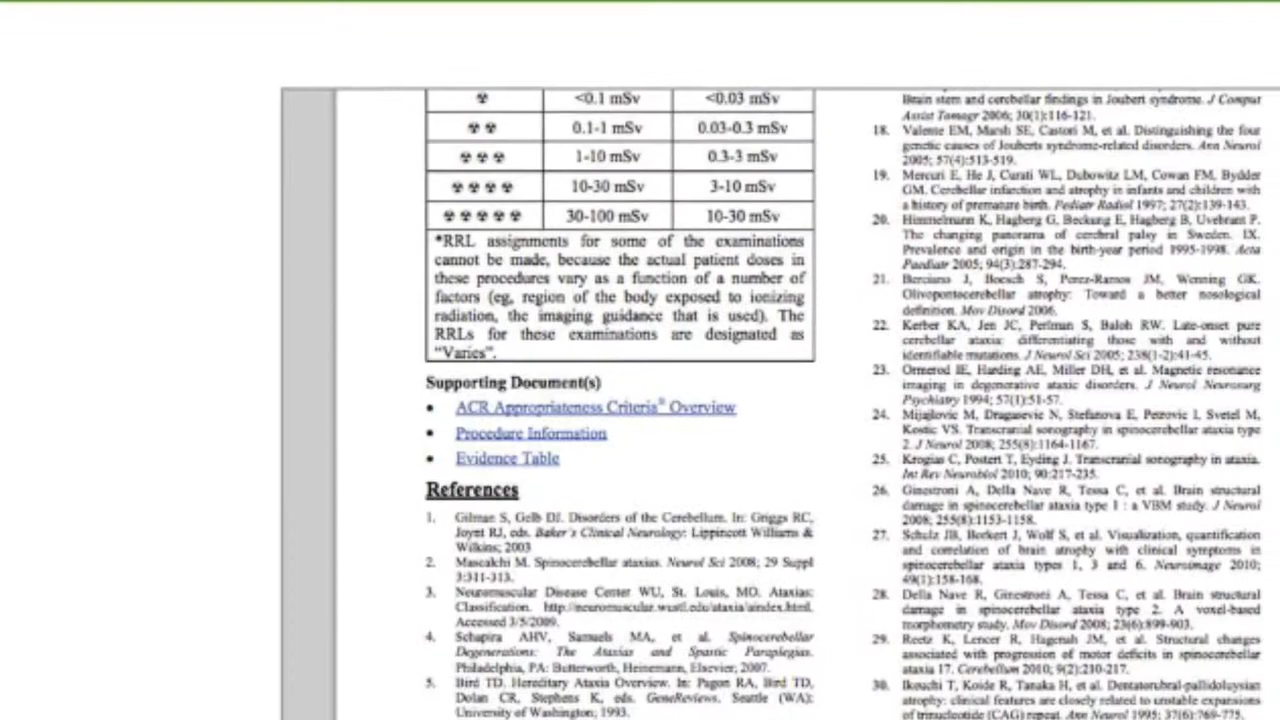 ☢ <0.1 mSv <0.03 mSv
☢ ☢ 0.1-1 mSv 0.03-0.3 mSv
☢ ☢ ☢ 1-10 mSv 0.3-3 mSv
☢ ☢ ☢ ☢ 10-30 mSv 3-10 mSv
☢ ☢ ☢ ☢ ☢ 30-100 mSv 10-30 mSv
*RRL assignments for some of the examinations
cannot be made, because the actual patient doses in
these procedures vary as a function of a number of
factors (eg, region of the body exposed to ionizing
radiation, the imaging guidance that is used). The
RRLs for these examinations are designated as
“Varies”.
Supporting Document(s)
• ACR Appropriateness Criteria® Overview
• Procedure Information
• Evidence Table
References
1. Gilman S, Gelb DJ. Disorders of the Cerebellum. In: Griggs RC,
Joynt RJ, eds. Baker's Clinical Neurology: Lippincott Williams &
Wilkins; 2003
2. Mascalchi M. Spinocerebellar ataxias. Neurol Sci 2008; 29 Suppl
3:311-313.
3. Neuromuscular Disease Center WU, St. Louis, MO. Ataxias:
Classification. http://neuromuscular.wustl.edu/ataxia/aindex.html.
Accessed 3/5/2009.
4. Schapira AHV, Samuels MA, et al. Spinocerebellar
Degenerations: The Ataxias and Spastic Paraplegias.
Philadelphia, PA: Butterworth, Heinemann, Elsevier; 2007.
5. Bird TD. Hereditary Ataxia Overview. In: Pagon RA, Bird TD,
Dolan CR, Stephens K, eds. GeneReviews. Seattle (WA):
University of Washington; 1993.
Brain stem and cerebellar findings in Joubert syndrome. J Comput
Assist Tomogr 2006; 30(1):116-121.
18. Valente EM, Marsh SE, Castori M, et al. Distinguishing the four
genetic causes of Jouberts syndrome-related disorders. Ann Neurol
2005; 57(4):513-519.
19. Mercuri E, He J, Curati WL, Dubowitz LM, Cowan FM, Bydder
GM. Cerebellar infarction and atrophy in infants and children with
a history of premature birth. Pediatr Radiol 1997; 27(2):139-143.
20. Himmelmann K, Hagberg G, Beckung E, Hagberg B, Uvebrant P.
The changing panorama of cerebral palsy in Sweden. IX.
Prevalence and origin in the birth-year period 1995-1998. Acta
Paediatr 2005; 94(3):287-294.
21. Berciano J, Boesch S, Perez-Ramos JM, Wenning GK.
Olivopontocerebellar atrophy: Toward a better nosological
definition. Mov Disord 2006.
22. Kerber KA, Jen JC, Perlman S, Baloh RW. Late-onset pure
cerebellar ataxia: differentiating those with and without
identifiable mutations. J Neurol Sci 2005; 238(1-2):41-45.
23. Ormerod IE, Harding AE, Miller DH, et al. Magnetic resonance
imaging in degenerative ataxic disorders. J Neurol Neurosurg
Psychiatry 1994; 57(1):51-57.
24. Mijajlovic M, Dragasevic N, Stefanova E, Petrovic I, Svetel M,
Kostic VS. Transcranial sonography in spinocerebellar ataxia type
2. J Neurol 2008; 255(8):1164-1167.
25. Krogias C, Postert T, Eyding J. Transcranial sonography in ataxia.
Int Rev Neurobiol 2010; 90:217-235.
26. Ginestroni A, Della Nave R, Tessa C, et al. Brain structural
damage in spinocerebellar ataxia type 1 : a VBM study. J Neurol
2008; 255(8):1153-1158.
27. Schulz JB, Borkert J, Wolf S, et al. Visualization, quantification
and correlation of brain atrophy with clinical symptoms in
spinocerebellar ataxia types 1, 3 and 6. Neuroimage 2010;
49(1):158-168.
28. Della Nave R, Ginestroni A, Tessa C, et al. Brain structural
damage in spinocerebellar ataxia type 2. A voxel-based
morphometry study. Mov Disord 2008; 23(6):899-903.
29. Reetz K, Lencer R, Hagenah JM, et al. Structural changes
associated with progression of motor deficits in spinocerebellar
ataxia 17. Cerebellum 2010; 9(2):210-217.
30. Ikeuchi T, Koide R, Tanaka H, et al. Dentatorubral-pallidoluysian
atrophy: clinical features are closely related to unstable expansions
of trinucleotide (CAG) repeat. Ann Neurol 1995; 37(6):769-775.